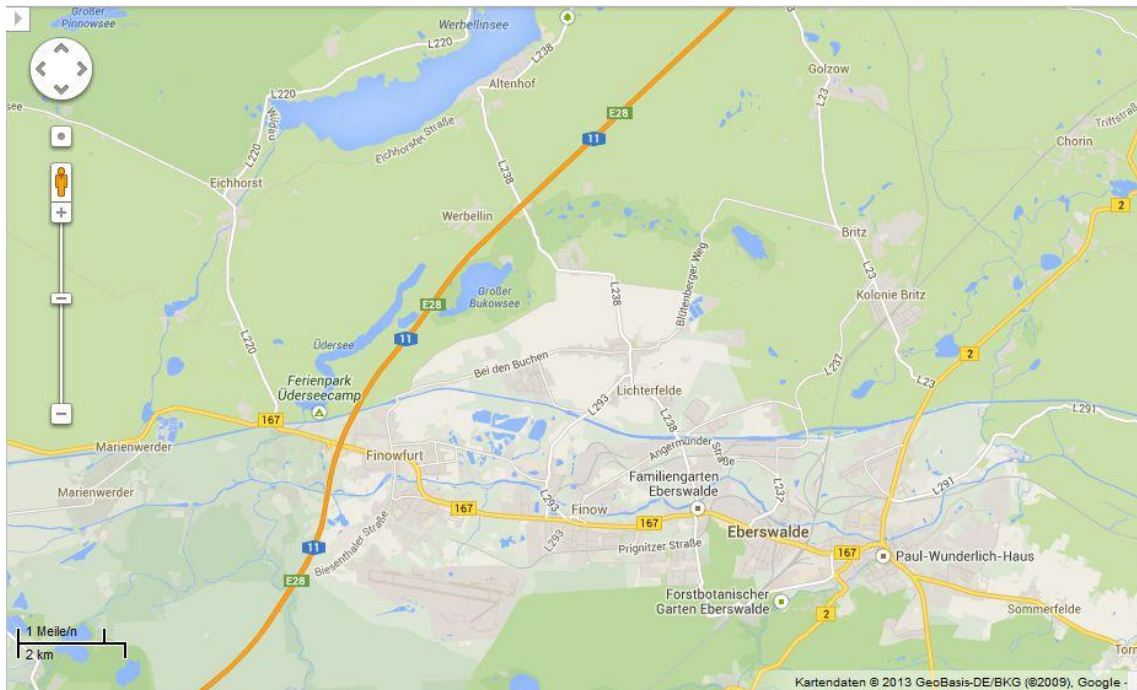 Großer
Pinnowsee
Werbellinsee
L220
L238
Golzow
L220
Altenhof
E28
L23
see
Wildau
11
Triftstraß
Eichhorster Straße
Chorin
L220
L238
Eichhorst
2
Werbellin
Britz
Blütenberger Weg
L23
Großer
Bukowsee
L238
Kolonie Britz
E28
L220
Üdersee
11
2
L237
Bei den Buchen
Ferienpark
Üderseecamp
L23
Lichterfelde
L293
L291
167
L238
Marienwerder
Angermünder
Straße
Finowfurt
Familiengarten
Eberswalde
L291
Marienwerder
L237
L293
167
Finow
167
Eberswalde
L293
11
Biesenthaler Straße
Prignitzer Straße
167
Paul-Wunderlich-Haus
E28
Forstbotanischer
Garten Eberswalde
2
Sommerfelde
1 Meile/n
2 km
Torn
Kartendaten © 2013 GeoBasis-DE/BKG (©2009), Google -